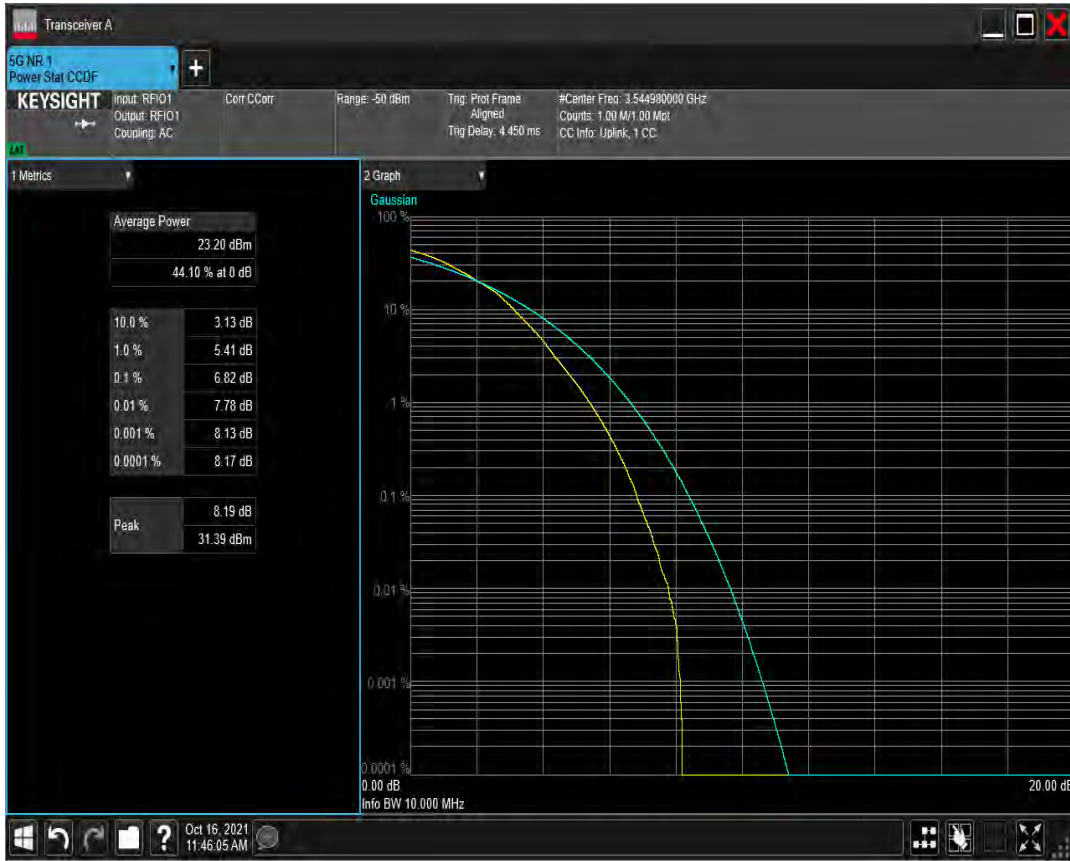 Transceiver A
5G NR 1
Power Stat CCDF
+
KEYSIGHT
Input: RFIO1
Output: RFIO1
Coupling: AC
Corr CCorr
Range: -50 dBm
Trig: Prot Frame
Aligned
Trig Delay: 4.450 ms
#Center Freq: 3.544980000 GHz
Counts: 1.00 M/1.00 Mpt
CC Info: Uplink, 1 CC
1 Metrics
Average Power
23.20 dBm
44.10 % at 0 dB
10.0 % 3.13 dB
1.0 % 5.41 dB
0.1 % 6.82 dB
0.01 % 7.78 dB
0.001 % 8.13 dB
0.0001 % 8.17 dB
Peak 8.19 dB
31.39 dBm
2 Graph
Gaussian
100 %
10 %
1 %
0.1 %
0.01 %
0.001 %
0.0001 %
0.00 dB 20.00 dB
Info BW 10.000 MHz
? Oct 16, 2021
11:46:05 AM